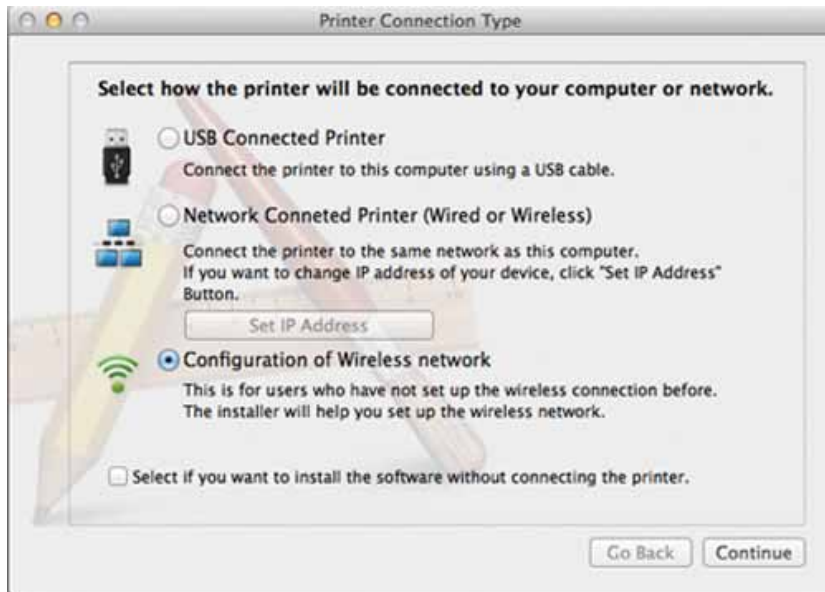 Printer Connection Type
Select how the printer will be connected to your computer or network.
USB Connected Printer
Connect the printer to this computer using a USB cable.
Network Conneted Printer (Wired or Wireless)
Connect the printer to the same network as this computer.
If you want to change IP address of your device, click "Set IP Address"
Button.
Set IP Address
Configuration of Wireless network
This is for users who have not set up the wireless connection before.
The installer will help you set up the wireless network.
Select if you want to install the software without connecting the printer.
Go Back Continue